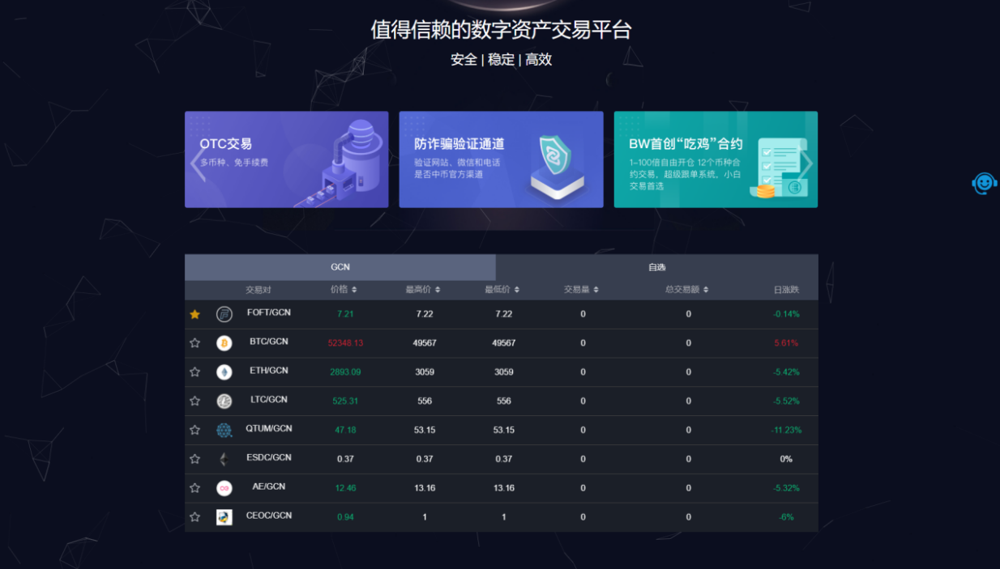 值得信赖的数字资产交易平台
安全 | 稳定 | 高效
OTC交易
多币种、免手续费
防诈骗验证通道
验证网站、微信和电话
是否中币官方渠道
BW首创“吃鸡”合约
1-100倍自由开仓 12个币种合
约交易，超级跟单系统，小白
交易首选
GCN 自选
交易对 价格 最高价 最低价 交易量 总交易额 日涨跌
FOFT/GCN 7.21 7.22 7.22 0 0 -0.14%
BTC/GCN 52348.13 49567 49567 0 0 5.61%
ETH/GCN 2893.09 3059 3059 0 0 -5.42%
LTC/GCN 525.31 556 556 0 0 -5.52%
QTUM/GCN 47.18 53.15 53.15 0 0 -11.23%
ESDC/GCN 0.37 0.37 0.37 0 0 0%
AE/GCN 12.46 13.16 13.16 0 0 -5.32%
CEOC/GCN 0.94 1 1 0 0 -6%